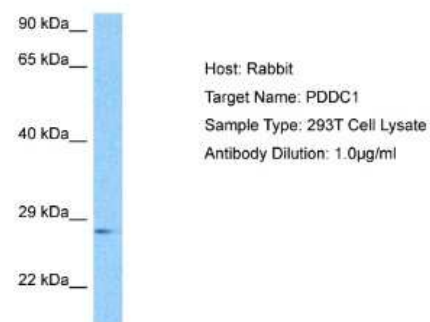 90 kDa
65 kDa
40 kDa
29 kDa
22 kDa
Host: Rabbit
Target Name: PDDC1
Sample Type: 293T Cell Lysate
Antibody Dilution: 1.0µg/ml